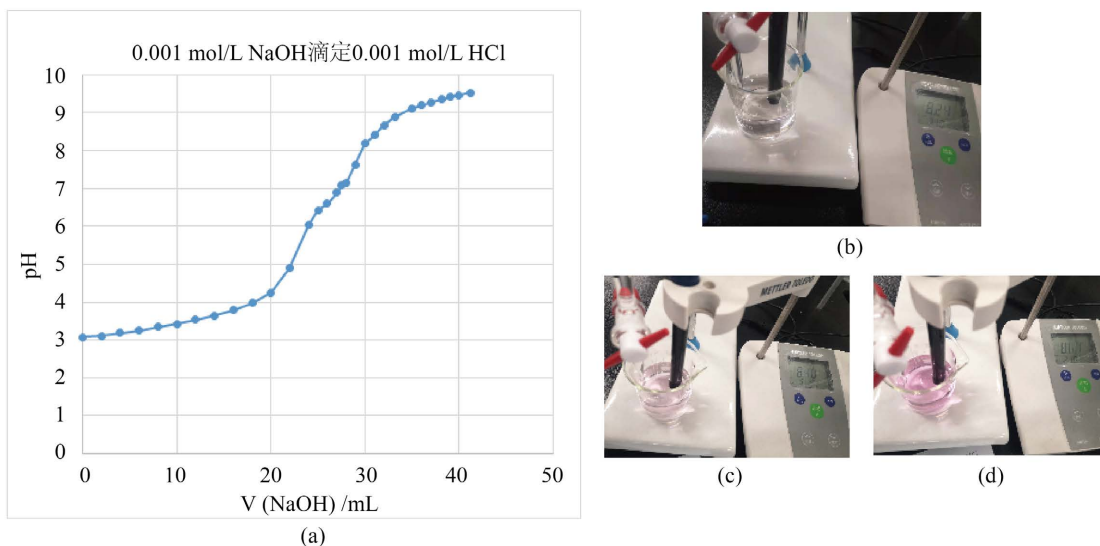 0.001 mol/L NaOH滴定0.001 mol/L HCl
10
9
8
7
6
5
4
3
2
1
0
pH
0
10
20
30
40
50
V (NaOH) /mL
(a)
(b)
METTLER TOLEDO
(c)
(d)